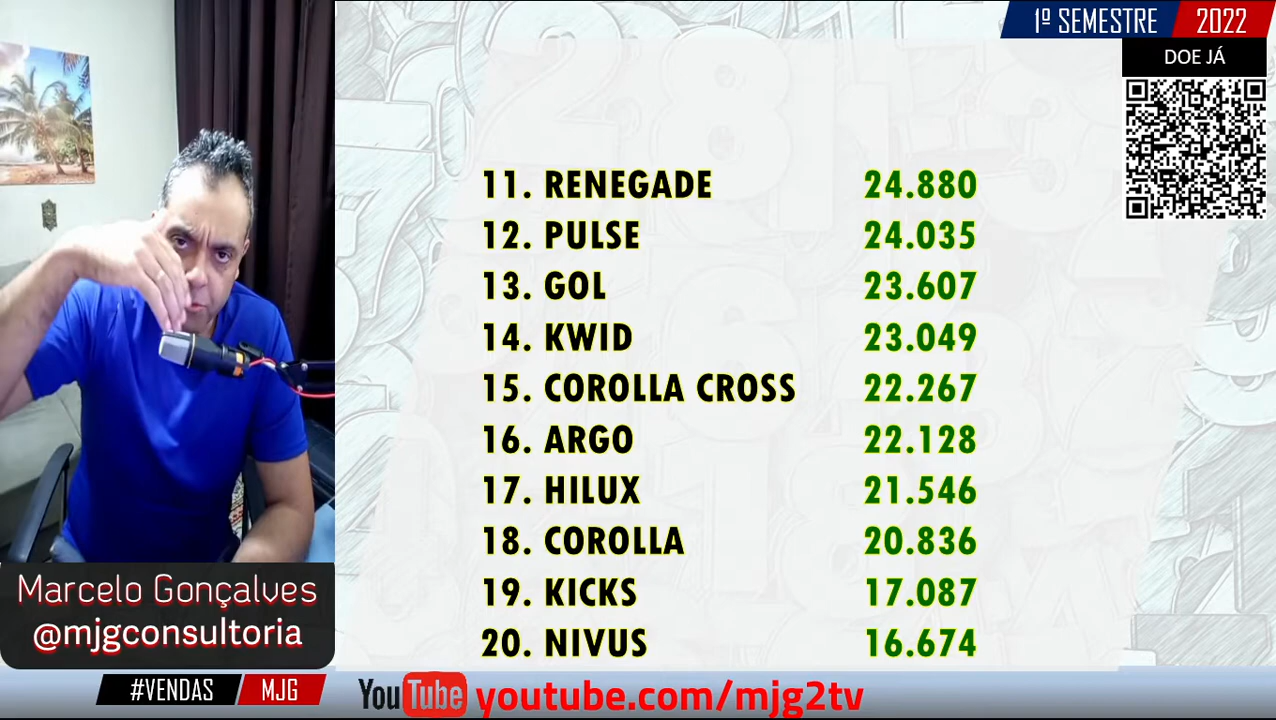 1º SEMESTRE 2022
DOE JÁ
11. RENEGADE 24.880
12. PULSE 24.035
13. GOL 23.607
14. KWID 23.049
15. COROLLA CROSS 22.267
16. ARGO 22.128
17. HILUX 21.546
18. COROLLA 20.836
19. KICKS 17.087
20. NIVUS 16.674
Marcelo Gonçalves
@mjgconsultoria
#VENDAS MJG YouTube youtube.com/mjg2tv